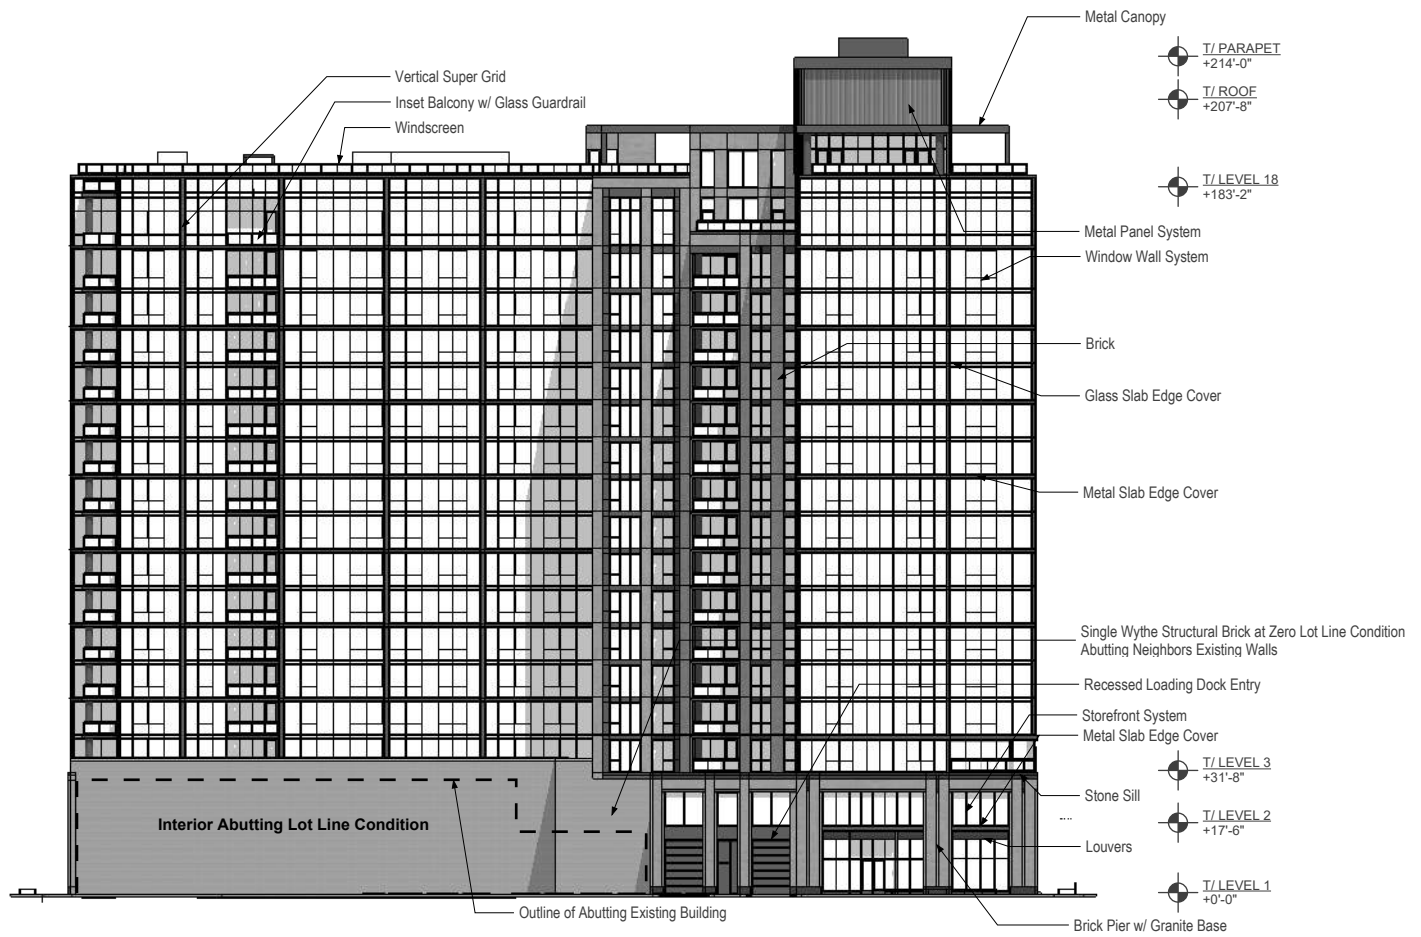 Metal Canopy
T/ PARAPET
+214'-0"
Vertical Super Grid
T/ ROOF
+207'-8"
Inset Balcony w/ Glass Guardrail
Windscreen
T/ LEVEL 18
+183'-2"
Metal Panel System
Window Wall System
Brick
Glass Slab Edge Cover
Metal Slab Edge Cover
Single Wythe Structural Brick at Zero Lot Line Condition
Abutting Neighbors Existing Walls
Recessed Loading Dock Entry
Storefront System
Metal Slab Edge Cover
T/ LEVEL 3
+31'-8"
Stone Sill
T/ LEVEL 2
+17'-6"
Interior Abutting Lot Line Condition
Louvers
T/ LEVEL 1
+0'-0"
Outline of Abutting Existing Building
Brick Pier w/ Granite Base